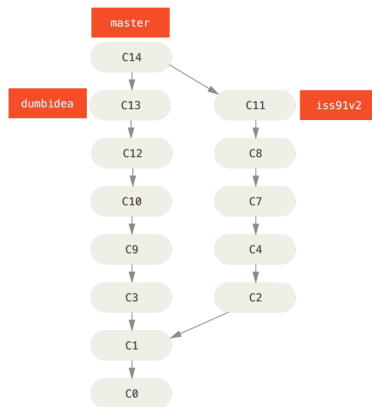 master
C14
dumbidea
C13
C11
iss91v2
C12
C8
C10
C7
C9
C4
C3
C2
C1
C0